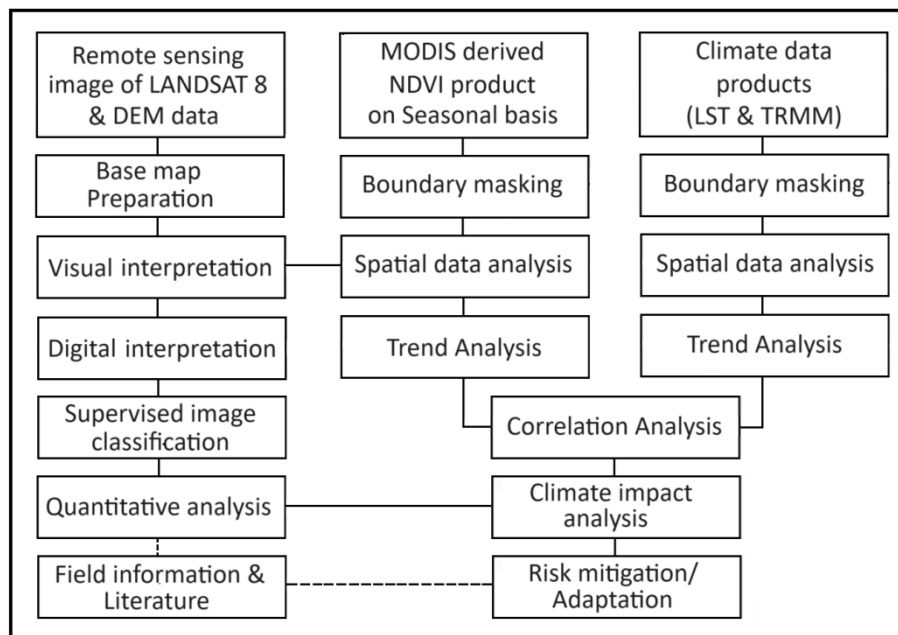 Remote sensing
image of LANDSAT 8
& DEM data
MODIS derived
NDVI product
on Seasonal basis
Climate data
products
(LST & TRMM)
Base map
Preparation
Boundary masking
Boundary masking
Visual interpretation
Spatial data analysis
Spatial data analysis
Digital interpretation
Trend Analysis
Trend Analysis
Supervised image
classification
Correlation Analysis
Quantitative analysis
Climate impact
analysis
Field information &
Literature
Risk mitigation/
Adaptation